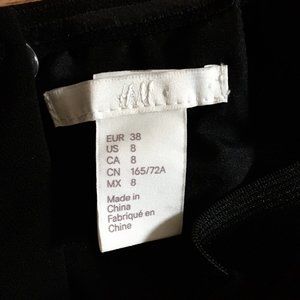 H&M
EUR 38
US 8
CA 8
CN 165/72A
MX 8
Made in
China
Fabriqué en
Chine